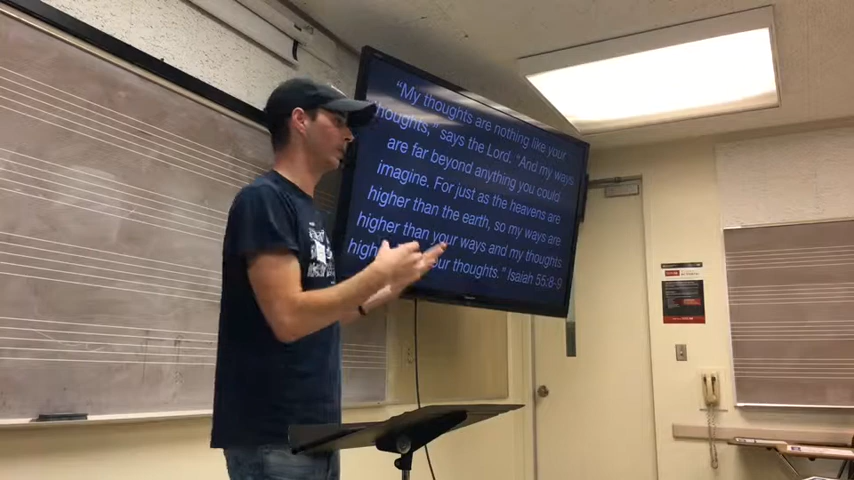 "My thoughts are nothing like your
thoughts," says the Lord. "And my ways
are far beyond anything you could
imagine. For just as the heavens are
higher than the earth, so my ways are
higher than your ways and my thoughts
higher your thoughts." Isaiah 55:8-9